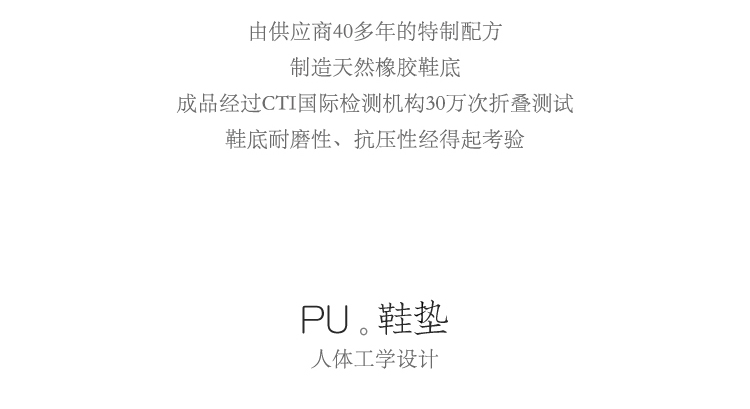 由供应商40多年的特制配方
制造天然橡胶鞋底
成品经过CTI国际检测机构30万次折叠测试
鞋底耐磨性、抗压性经得起考验
PU。鞋垫
人体工学设计